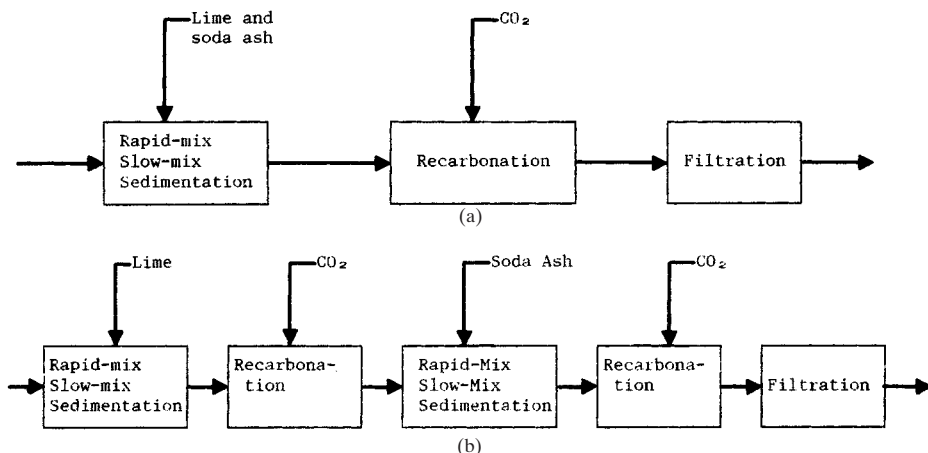 Lime and
soda ash
CO₂
Rapid-mix
Slow-mix
Sedimentation
Recarbonation
Filtration
(a)
Lime
CO₂
Soda Ash
CO₂
Rapid-mix
Slow-mix
Sedimentation
Recarbona-
tion
Rapid-Mix
Slow-Mix
Sedimentation
Recarbona-
tion
Filtration
(b)